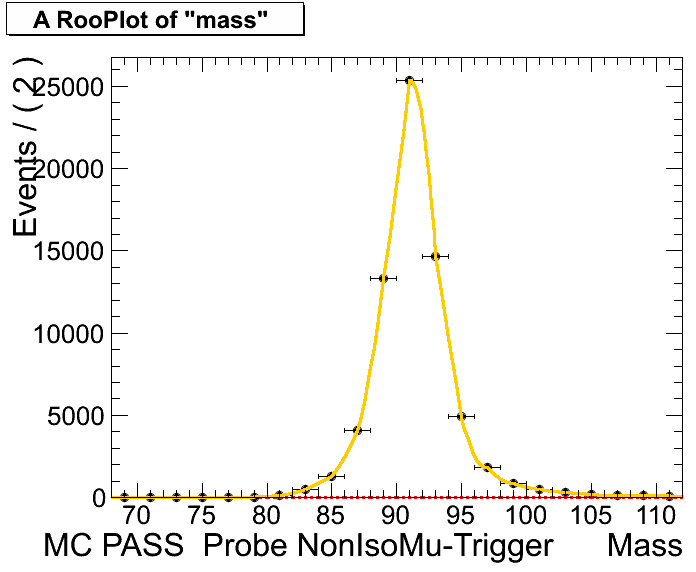 A RooPlot of "mass"
Events / ( 2 )
25000
20000
15000
10000
5000
0
70 75 80 85 90 95 100 105 110
MC PASS Probe NonIsoMu-Trigger Mass